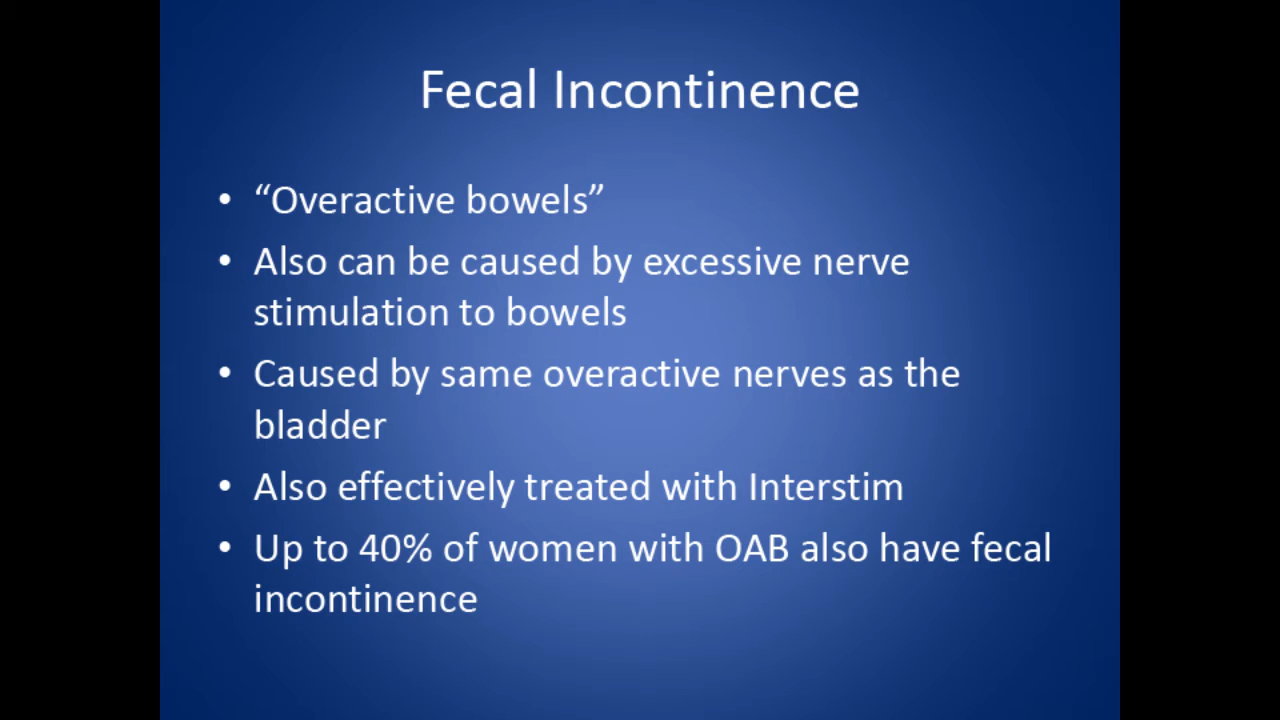 Fecal Incontinence
• “Overactive bowels”
• Also can be caused by excessive nerve
stimulation to bowels
• Caused by same overactive nerves as the
bladder
• Also effectively treated with Interstim
• Up to 40% of women with OAB also have fecal
incontinence